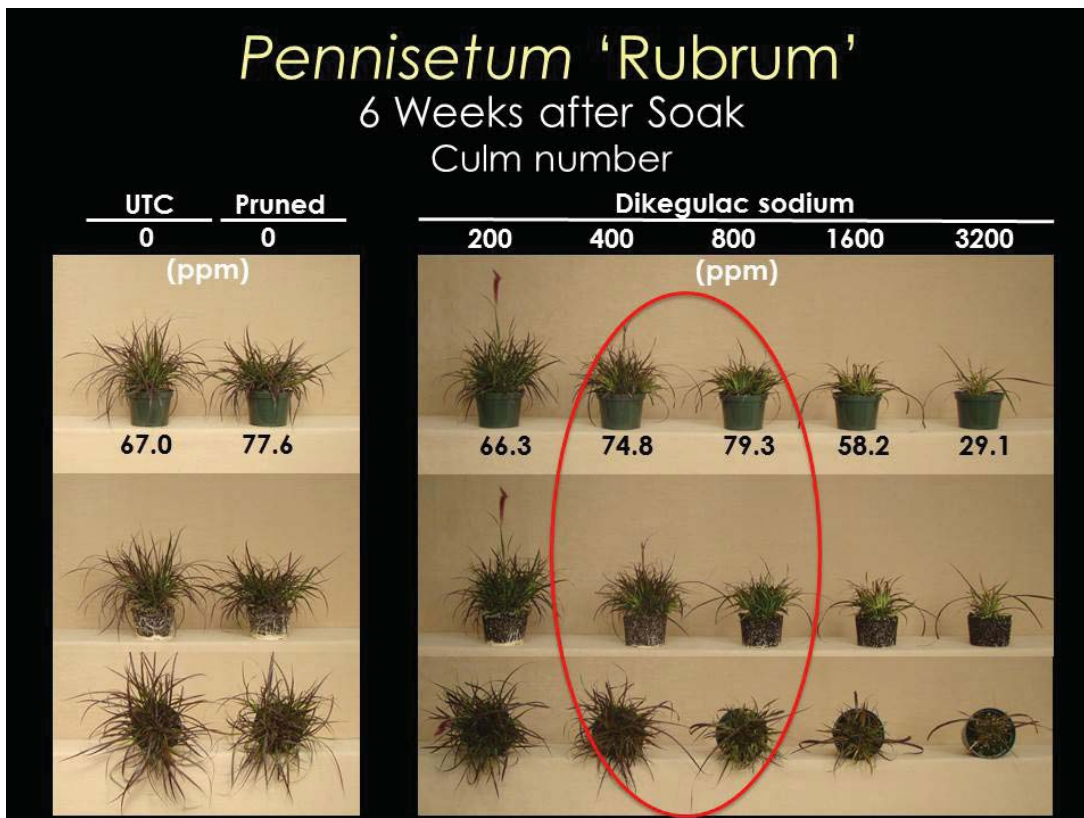 Pennisetum ‘Rubrum’
6 Weeks after Soak
Culm number
UTC Pruned Dikegulac sodium
0 0 200 400 800 1600 3200
(ppm) (ppm)
67.0 77.6 66.3 74.8 79.3 58.2 29.1